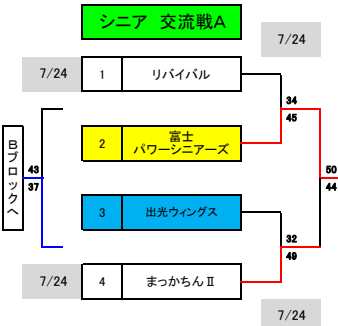 シニア 交流戦A
7/24
7/24
1
リバイバル
34
45
2
富士
パワーシニアーズ
Bブロックへ
43
37
50
44
3
出光ウィングス
32
49
7/24
4
まっかちんⅡ
7/24